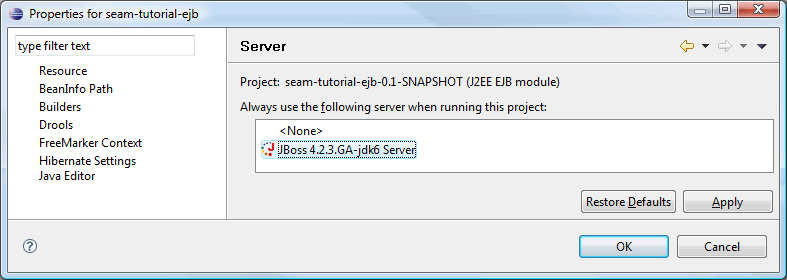 Properties for seam-tutorial-ejb
type filter text
Resource
BeanInfo Path
Builders
Drools
FreeMarker Context
Hibernate Settings
Java Editor
Server
Project: seam-tutorial-ejb-0.1-SNAPSHOT (J2EE EJB module)
Always use the following server when running this project:
<None>
JBoss 4.2.3.GA-jdk6 Server
Restore Defaults
Apply
?
OK
Cancel